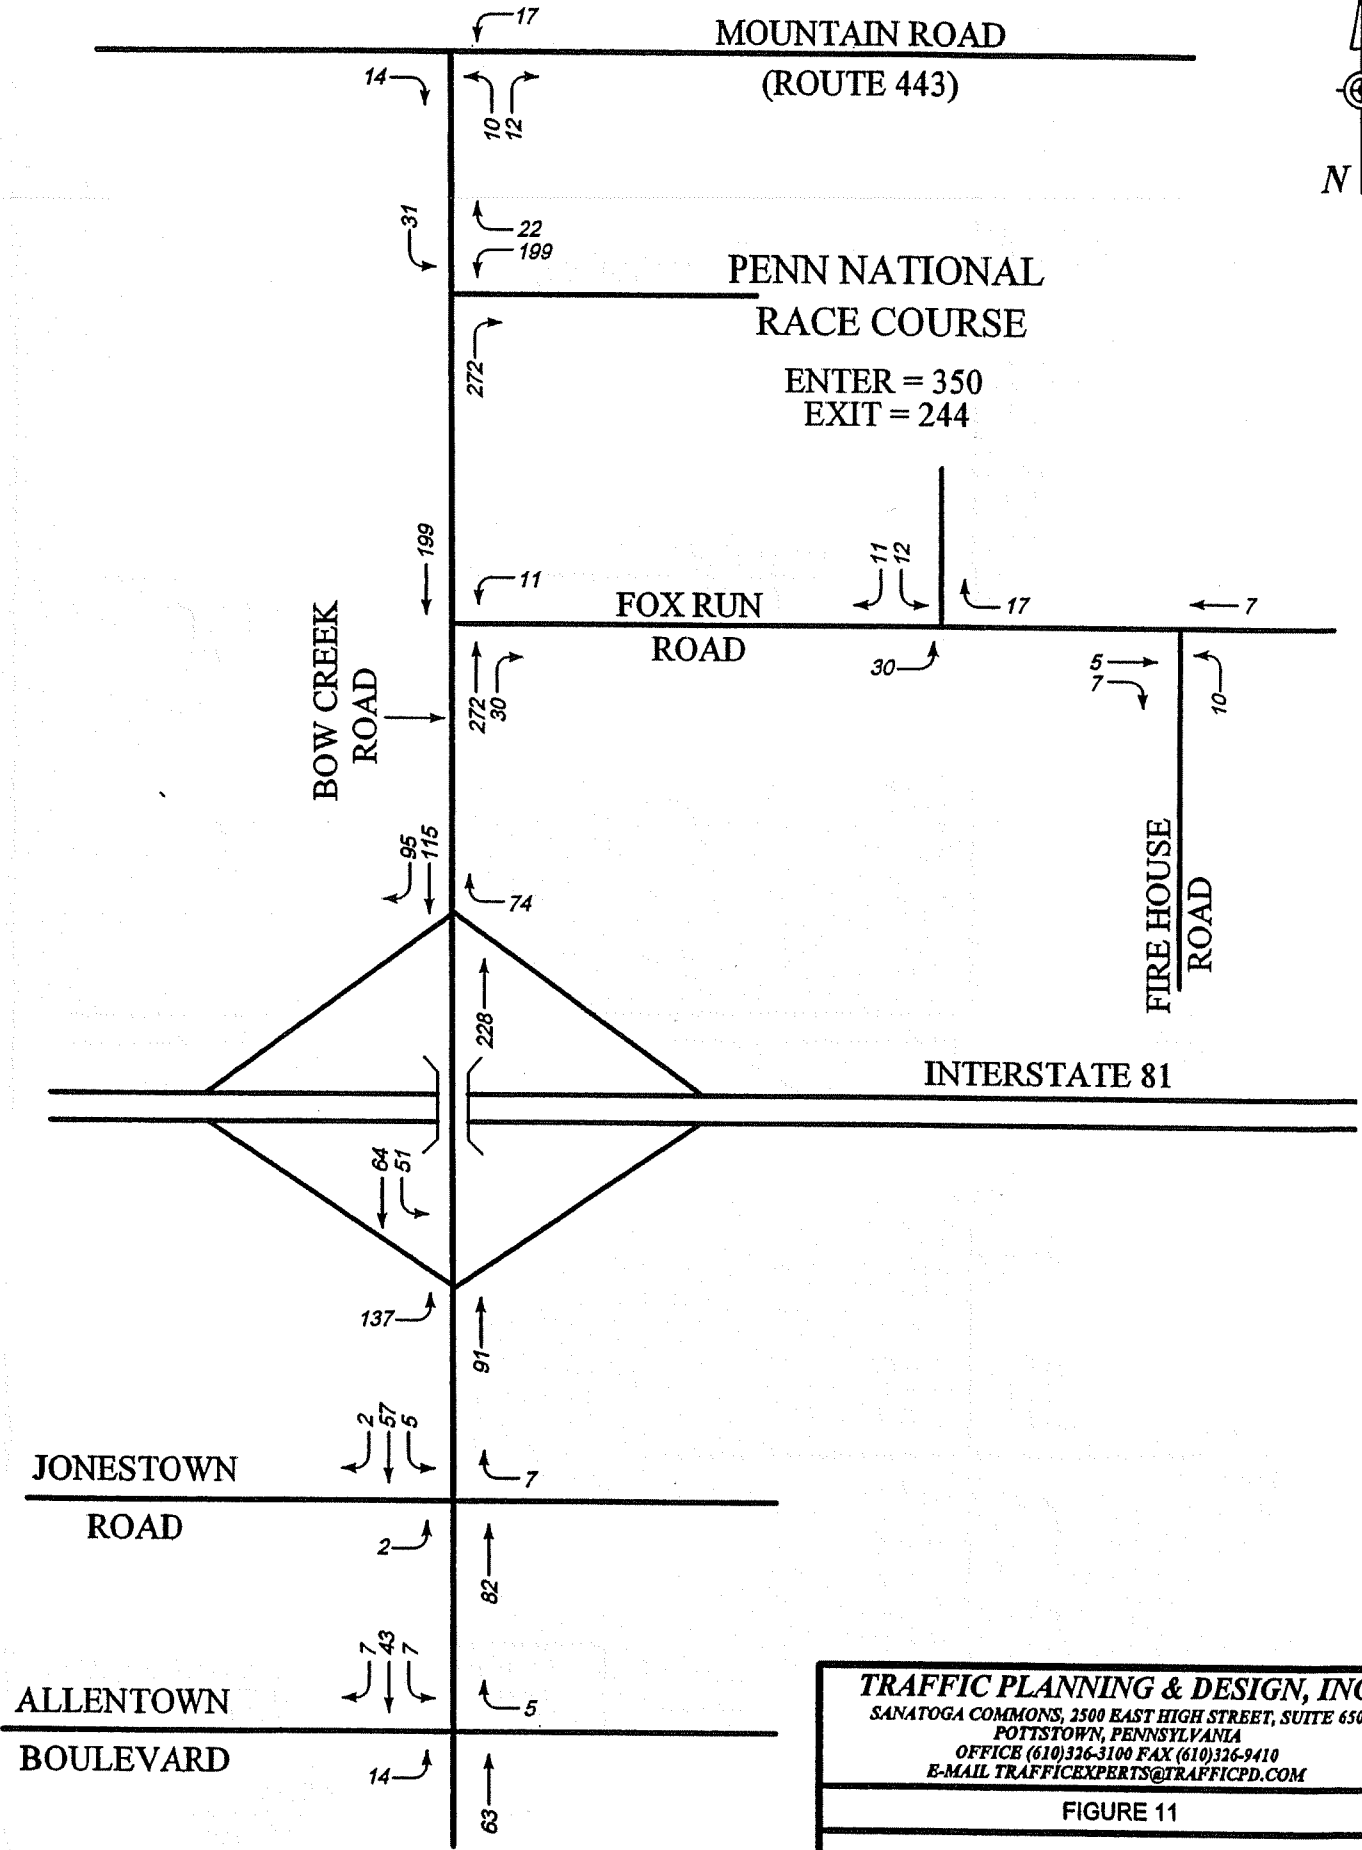 17
MOUNTAIN ROAD
(ROUTE 443)
14
10
12
N
31
22
199
PENN NATIONAL
RACE COURSE
272
ENTER = 350
EXIT = 244
199
11
FOX RUN
ROAD
11
12
17
7
30
5
7
10
BOW CREEK
ROAD
272
30
95
115
74
FIRE HOUSE
ROAD
228
INTERSTATE 81
64
51
137
91
2
57
5
7
JONESTOWN
ROAD
2
82
7
43
7
5
ALLENTOWN
BOULEVARD
14
63
TRAFFIC PLANNING & DESIGN, INC
SANATOGA COMMONS, 2500 EAST HIGH STREET, SUITE 650
POTTSTOWN, PENNSYLVANIA
OFFICE (610)326-3100 FAX (610)326-9410
E-MAIL TRAFFICEXPERTS@TRAFFICPD.COM
FIGURE 11